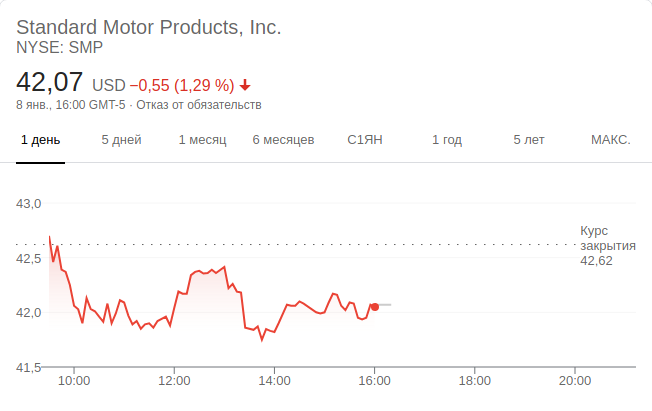 Standard Motor Products, Inc.
NYSE: SMP
42,07 USD −0,55 (1,29 %)
8 янв., 16:00 GMT-5 · Отказ от обязательств
1 день 5 дней 1 месяц 6 месяцев С1ЯН 1 год 5 лет МАКС.
43,0
Курс
закрытия
42,62
42,5
42,0
41,5
10:00 12:00 14:00 16:00 18:00 20:00